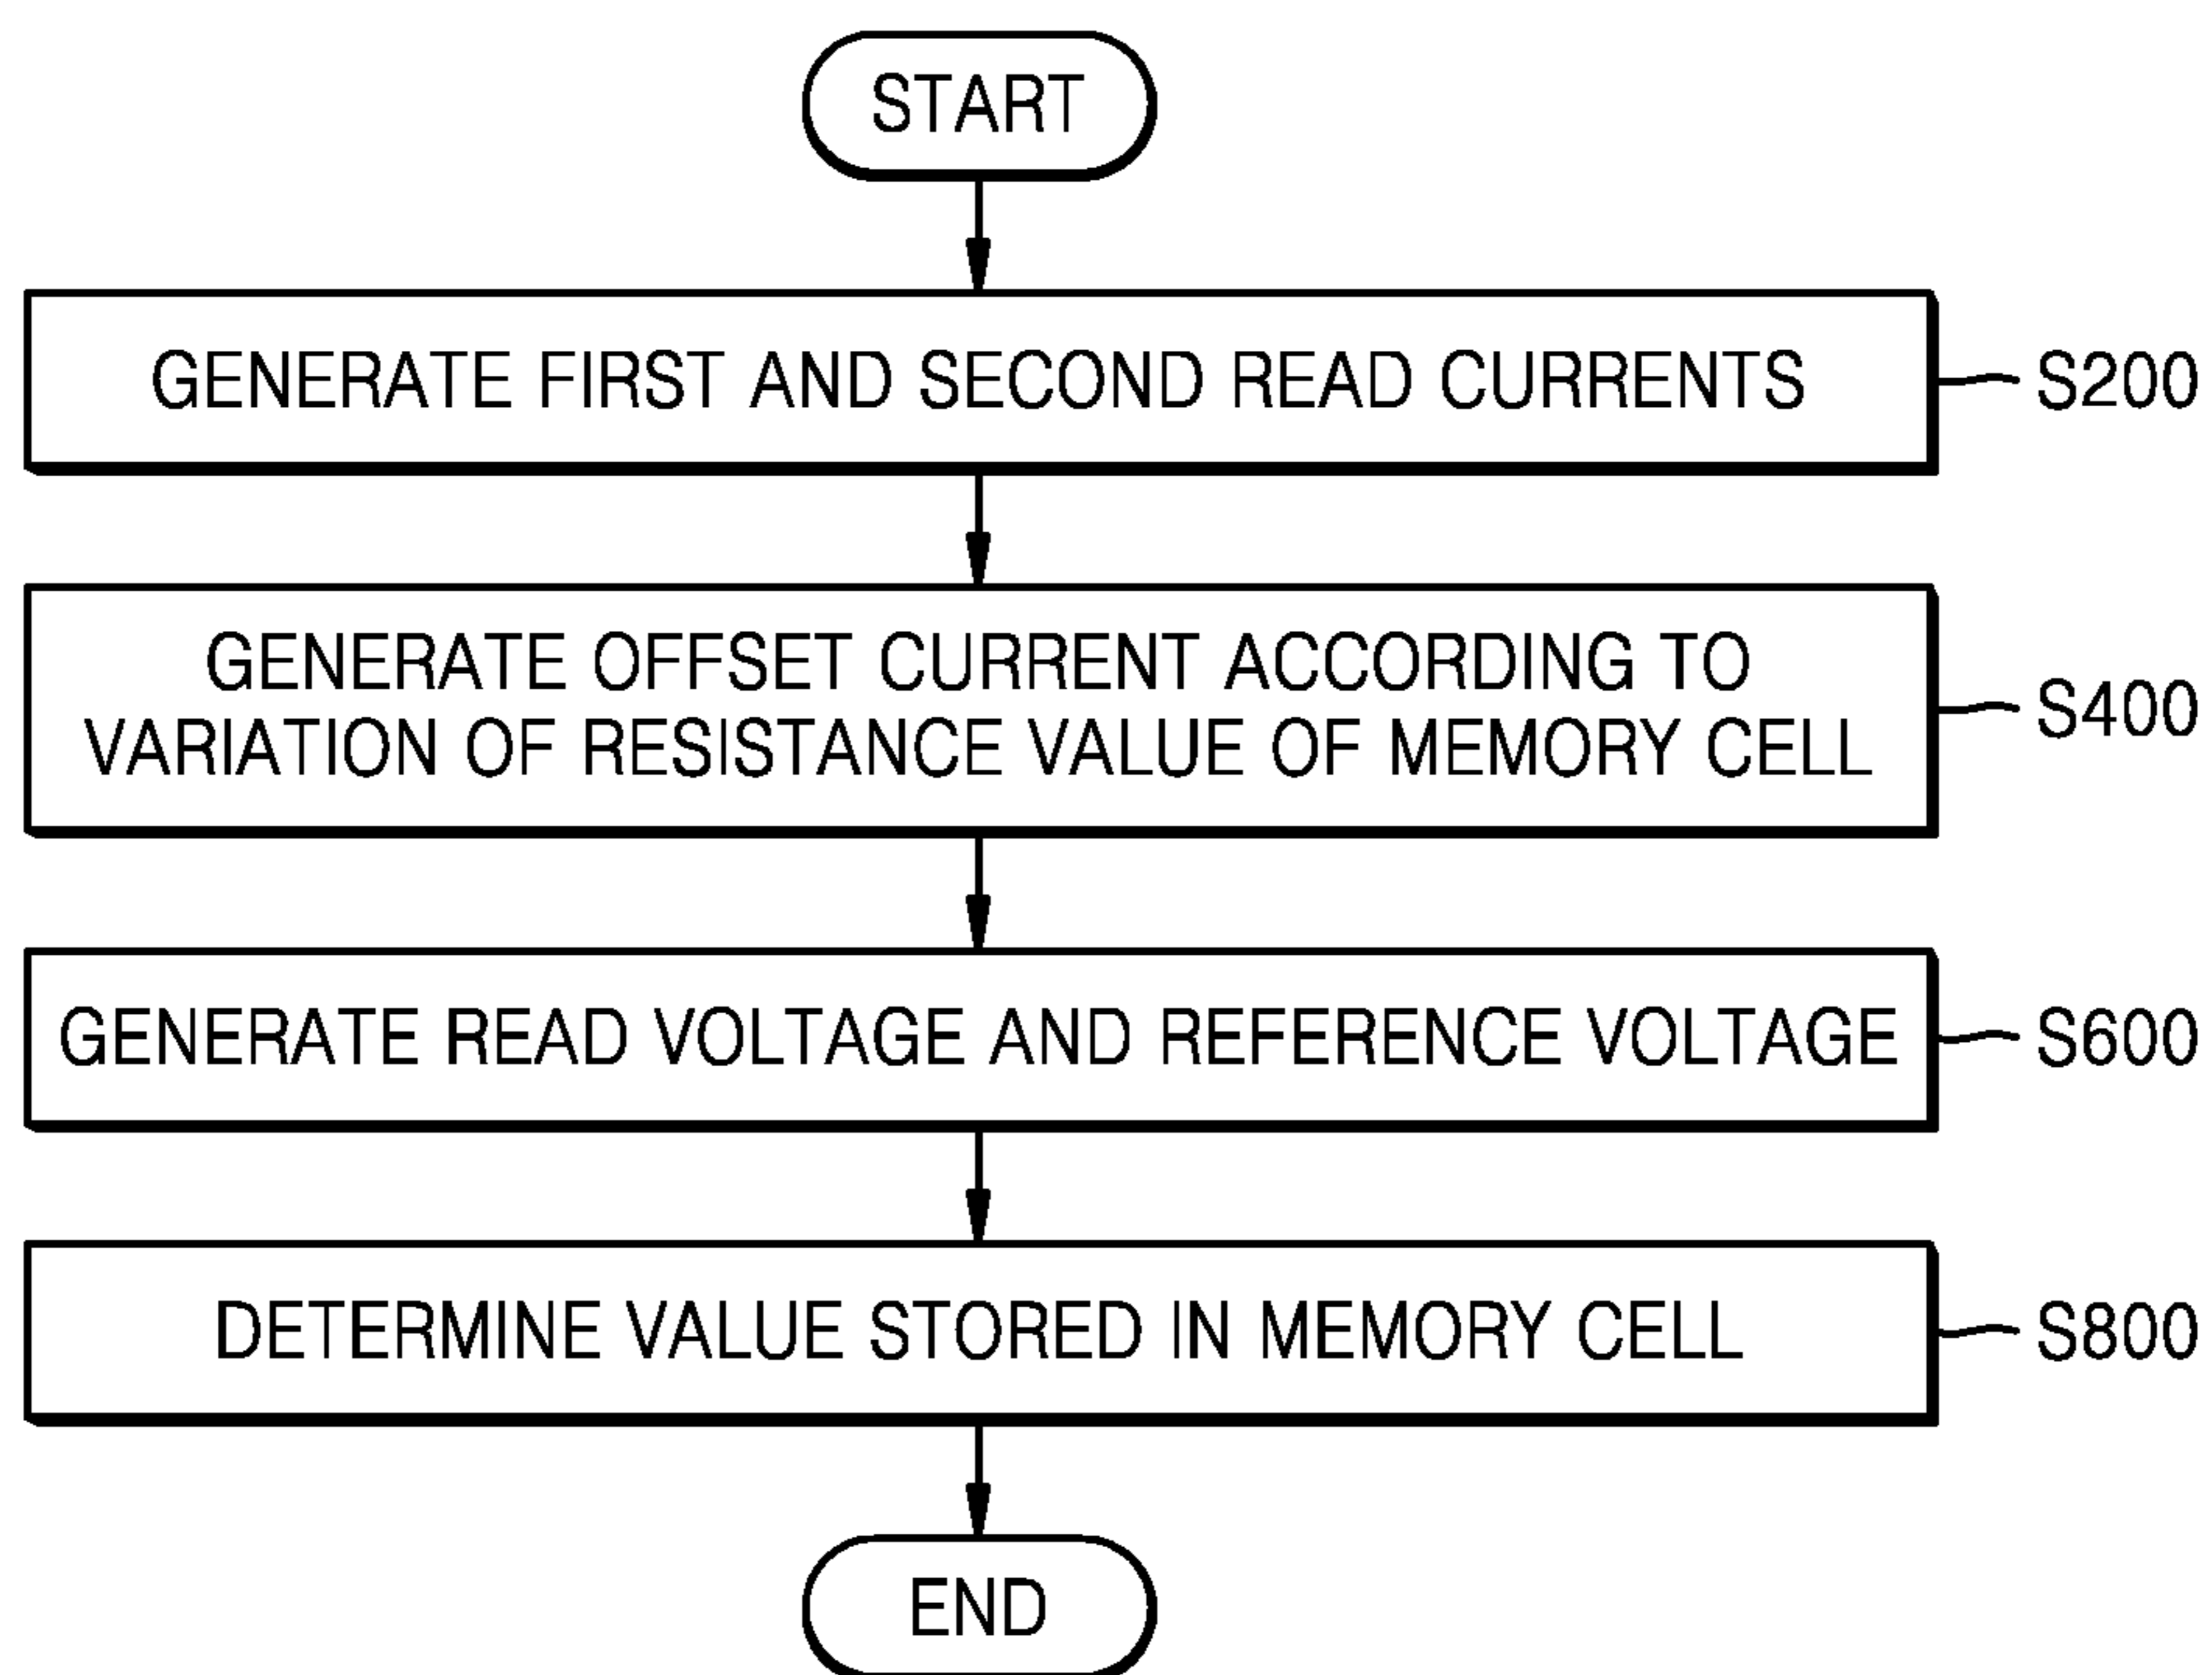 START
GENERATE FIRST AND SECOND READ CURRENTS
S200
GENERATE OFFSET CURRENT ACCORDING TO
VARIATION OF RESISTANCE VALUE OF MEMORY CELL
S400
GENERATE READ VOLTAGE AND REFERENCE VOLTAGE
S600
DETERMINE VALUE STORED IN MEMORY CELL
S800
END